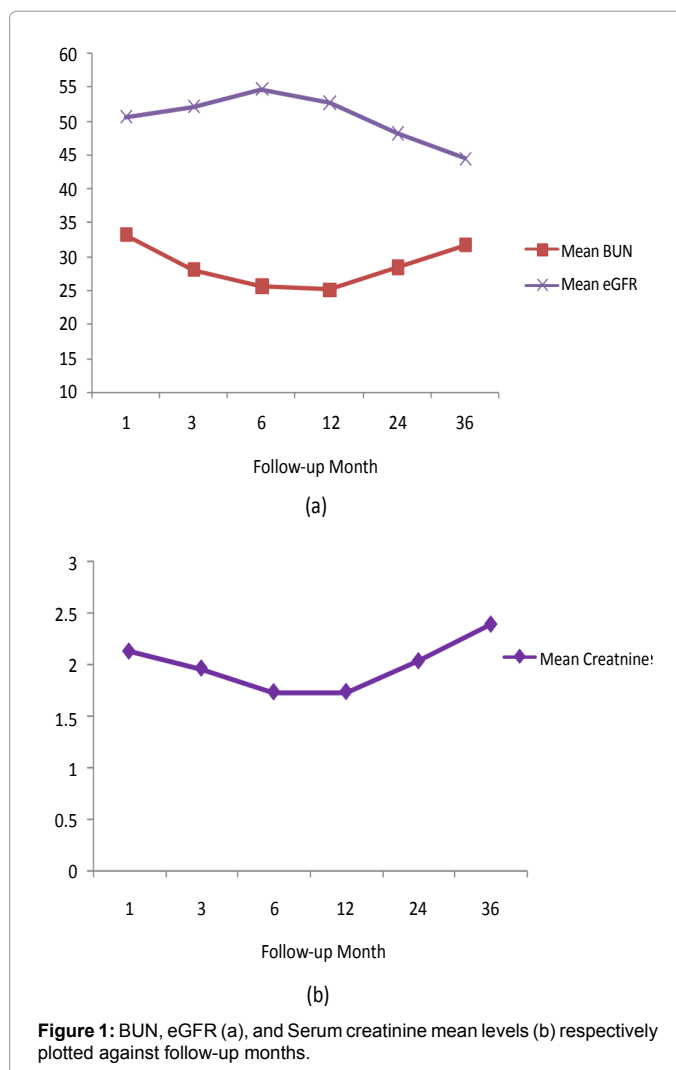 60
55
50
45
40
35
30
25
20
15
10
Mean BUN
Mean eGFR
1 3 6 12 24 36
Follow-up Month
(a)
3
2.5
2
1.5
1
0.5
0
Mean Creatnine
1 3 6 12 24 36
Follow-up Month
(b)
Figure 1: BUN, eGFR (a), and Serum creatinine mean levels (b) respectively
plotted against follow-up months.